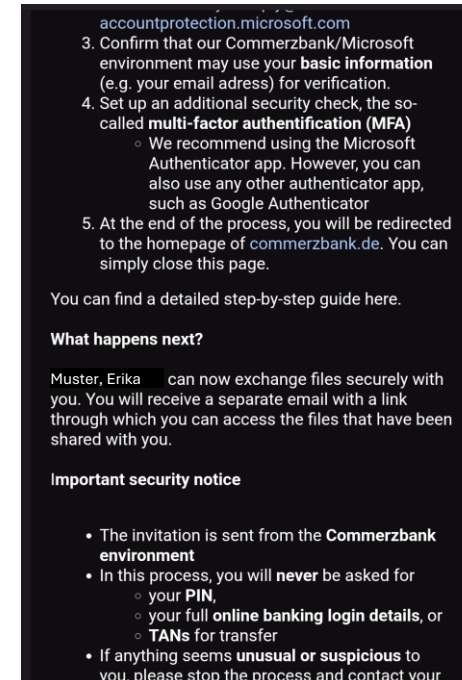 accountprotection.microsoft.com
3. Confirm that our Commerzbank/Microsoft
environment may use your basic information
(e.g. your email adress) for verification.
4. Set up an additional security check, the so-
called multi-factor authentification (MFA)
◦ We recommend using the Microsoft
Authenticator app. However, you can
also use any other authenticator app,
such as Google Authenticator
5. At the end of the process, you will be redirected
to the homepage of commerzbank.de. You can
simply close this page.
You can find a detailed step-by-step guide here.
What happens next?
Muster, Erika can now exchange files securely with
you. You will receive a separate email with a link
through which you can access the files that have been
shared with you.
Important security notice
• The invitation is sent from the Commerzbank
environment
• In this process, you will never be asked for
◦ your PIN,
◦ your full online banking login details, or
◦ TANs for transfer
• If anything seems unusual or suspicious to
you, please stop the process and contact your